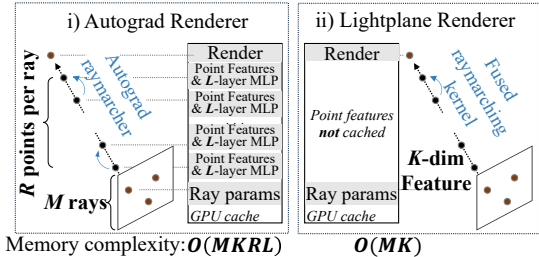 i) Autograd Renderer
Render
Point Features
& L-layer MLP
Point Features
& L-layer MLP
Point Features
& L-layer MLP
Point Features
& L-layer MLP
Ray params
GPU cache
Autograd
raymarcher
R points per ray
M rays
ii) Lightplane Renderer
Render
Point features
not cached
Ray params
GPU cache
Fused
raymarching
kernel
K-dim
Feature
Memory complexity: O(MKRL)
O(MK)